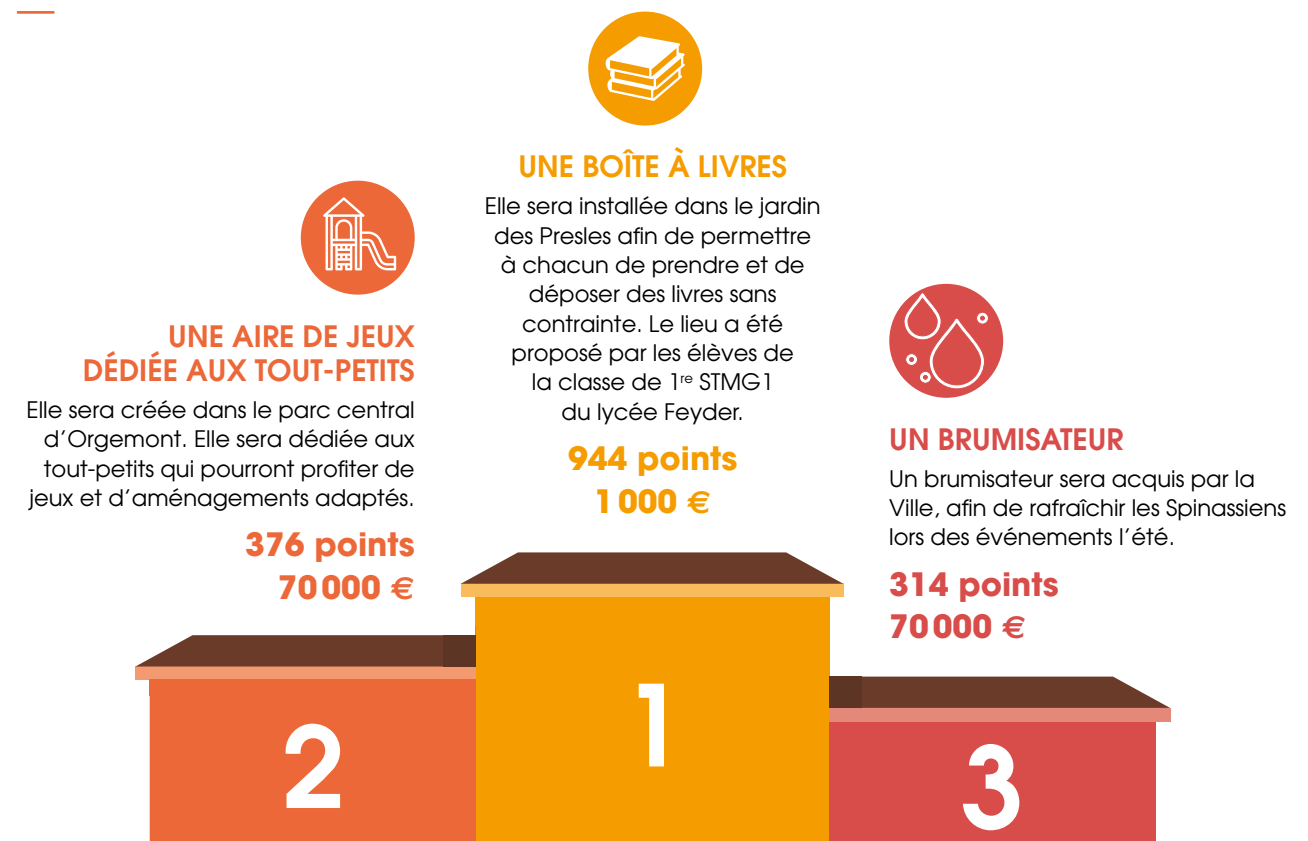 UNE BOÎTE À LIVRES
Elle sera installée dans le jardin
des Presles afin de permettre
à chacun de prendre et de
déposer des livres sans
contrainte. Le lieu a été
proposé par les élèves de
la classe de 1re STMG1
du lycée Feyder.
944 points
1 000 €
UNE AIRE DE JEUX
DÉDIÉE AUX TOUT-PETITS
Elle sera créée dans le parc central
d’Orgemont. Elle sera dédiée aux
tout-petits qui pourront profiter de
jeux et d’aménagements adaptés.
376 points
70 000 €
UN BRUMISATEUR
Un brumisateur sera acquis par la
Ville, afin de rafraîchir les Spinassiens
lors des événements l’été.
314 points
70 000 €
2
1
3